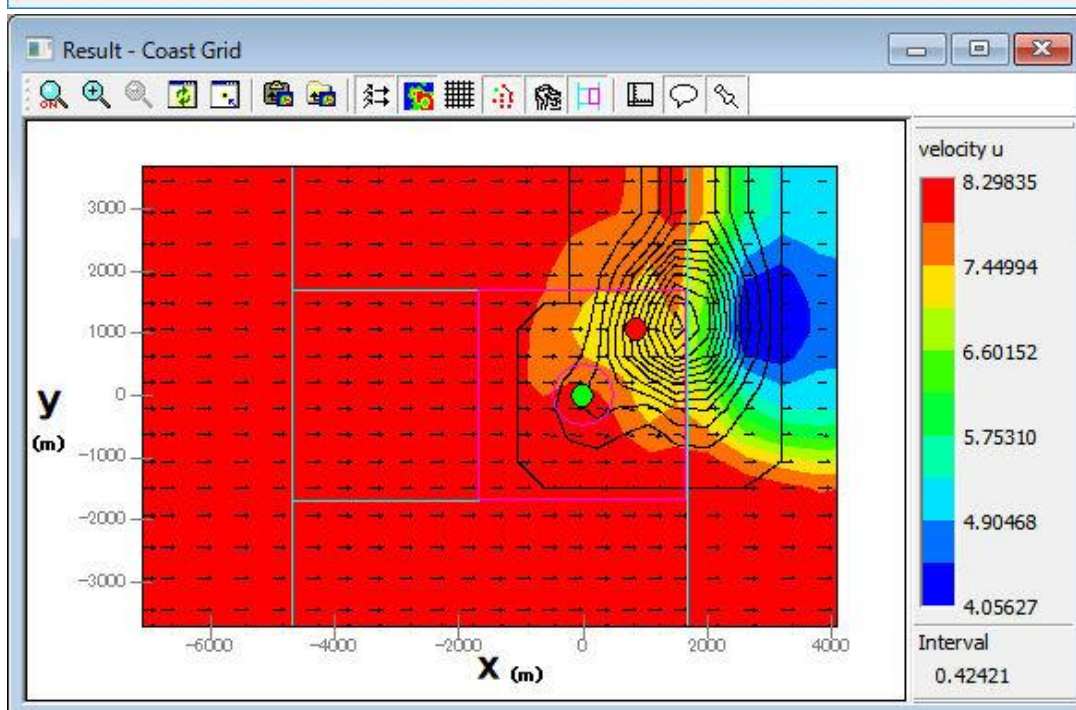 Result - Coast Grid
ON
velocity u
8.29835
7.44994
6.60152
5.75310
4.90468
4.05627
Interval
0.42421
3000
2000
1000
0
-1000
-2000
-3000
y
(m)
-6000 -4000 -2000 0 2000 4000
X (m)